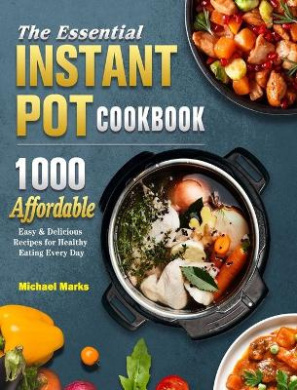 The Essential
INSTANT
POT COOKBOOK
1000
Affordable
Easy & Delicious
Recipes for Healthy
Eating Every Day
Michael Marks